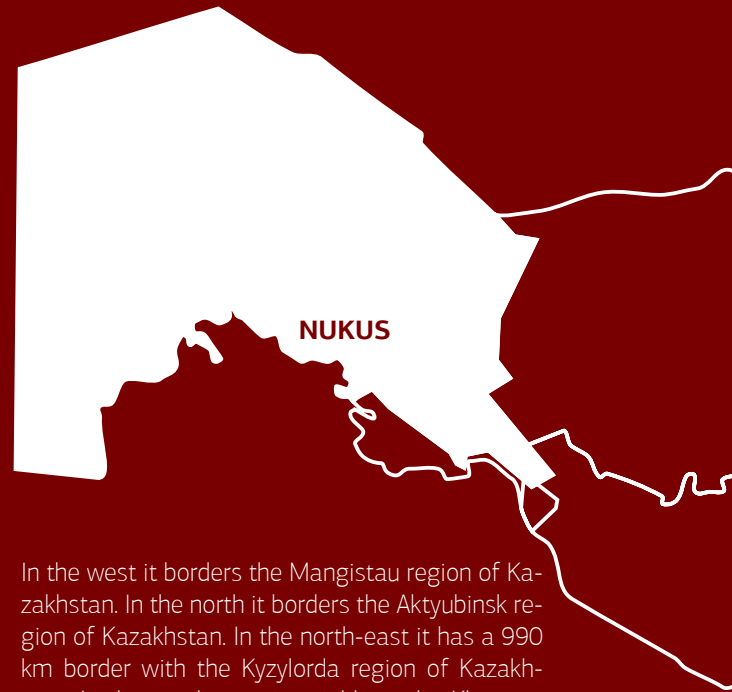 NUKUS
In the west it borders the Mangistau region of Ka-
zakhstan. In the north it borders the Aktyubinsk re-
gion of Kazakhstan. In the north-east it has a 990
km border with the Kyzylorda region of Kazakh-